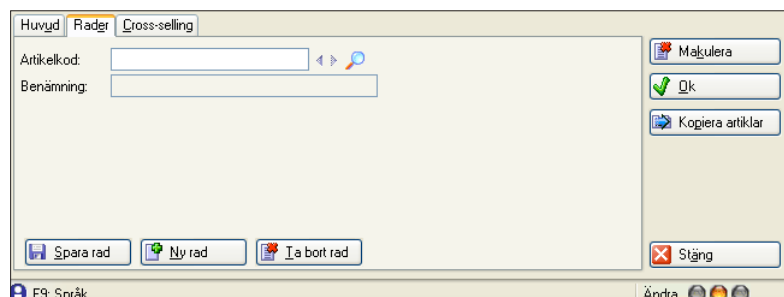 Huvud Rader Cross-selling
Artikelkod:
Benämning:
Makulera
Ok
Kopiera artiklar
Spara rad Ny rad Ta bort rad
Stäng
F9: Språk
Ändra